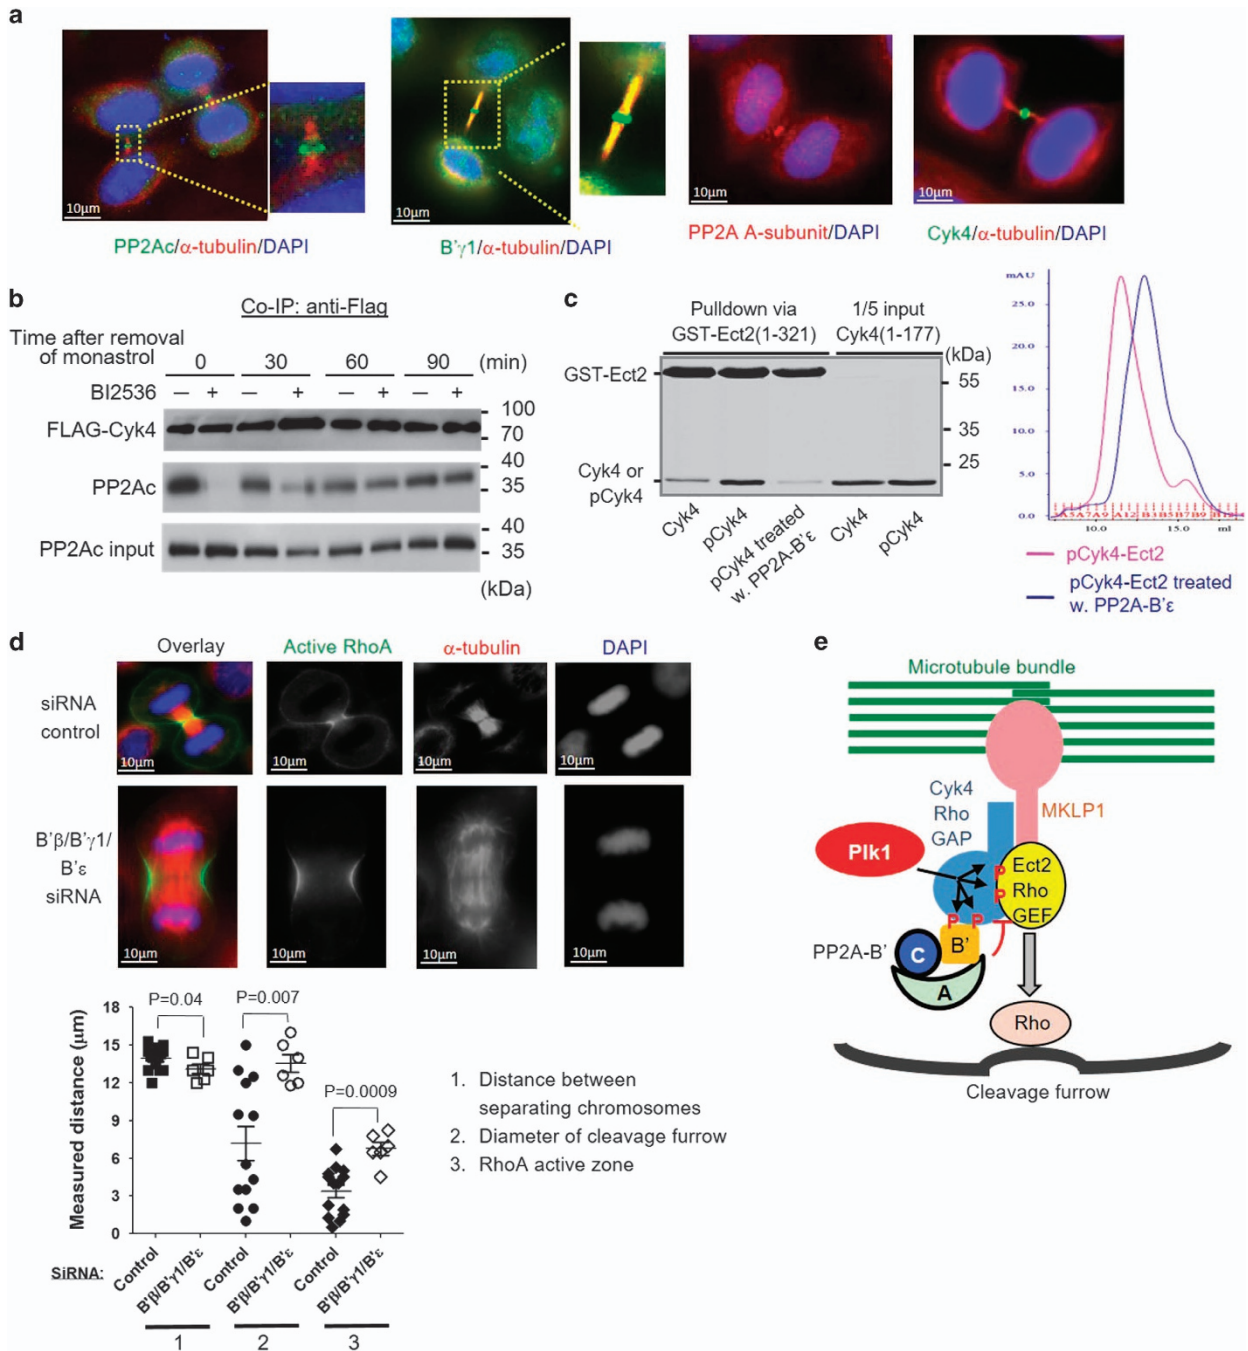 a
10μm
10μm
10μm
10μm
PP2Ac/α-tubulin/DAPI
B'γ1/α-tubulin/DAPI
PP2A A-subunit/DAPI
Cyk4/α-tubulin/DAPI
b
Co-IP: anti-Flag
Time after removal
of monastrol
0 30 60 90 (min)
BI2536 — + — + — + — +
FLAG-Cyk4
100
70
PP2Ac
40
35
PP2Ac input
40
35
(kDa)
c
Pulldown via
GST-Ect2(1-321)
1/5 input
Cyk4(1-177)
(kDa)
GST-Ect2
55
35
25
Cyk4 or
pCyk4
Cyk4
pCyk4
pCyk4 treated
w. PP2A-B'ε
Cyk4
pCyk4
mAU
25.0
20.0
15.0
10.0
5.0
0.0
10.0 15.0 ml
pCyk4-Ect2
pCyk4-Ect2 treated
w. PP2A-B'ε
d
Overlay Active RhoA α-tubulin DAPI
siRNA
control
10μm 10μm 10μm 10μm
B'β/B'γ1/
B'ε
siRNA
10μm 10μm 10μm 10μm
Measured distance (μm)
18
15
12
9
6
3
0
P=0.04
P=0.007
P=0.0009
SiRNA:
Control
B'β/B'γ1/B'ε
Control
B'β/B'γ1/B'ε
Control
B'β/B'γ1/B'ε
1 2 3
1. Distance between
separating chromosomes
2. Diameter of cleavage furrow
3. RhoA active zone
e
Microtubule bundle
Cyk4
Rho
GAP
MKLP1
Plk1
Ect2
Rho
GEF
P
P
P P
PP2A-B'
C
B'
A
Rho
Cleavage furrow